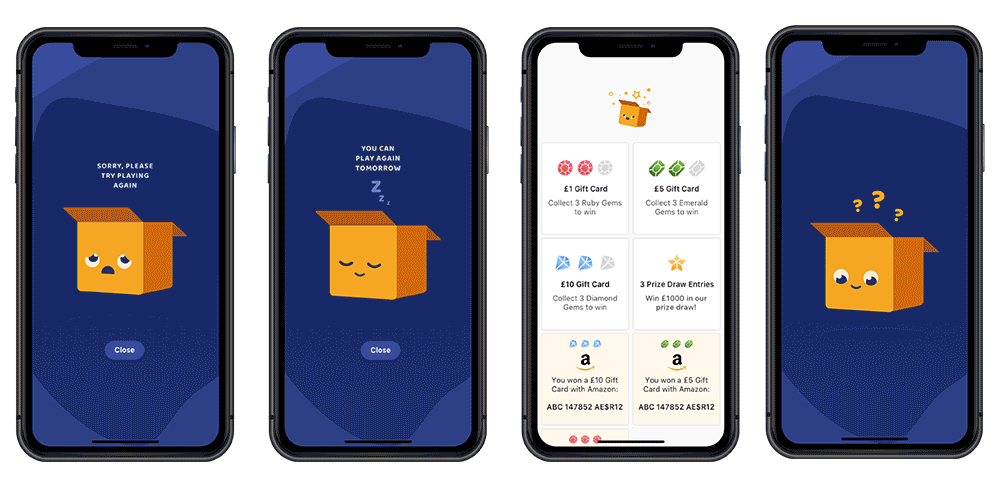 SORRY, PLEASE
TRY PLAYING
AGAIN
Close
YOU CAN
PLAY AGAIN
TOMORROW
Z
Z
Z
Close
£1 Gift Card
Collect 3 Ruby Gems
to win
£5 Gift Card
Collect 3 Emerald
Gems to win
£10 Gift Card
Collect 3 Diamond
Gems to win
3 Prize Draw Entries
Win £1000 in our
prize draw!
a
You won a £10 Gift
Card with Amazon:
ABC 147852 AE$R12
a
You won a £5 Gift
Card with Amazon:
ABC 147852 AE$R12
? ? ?